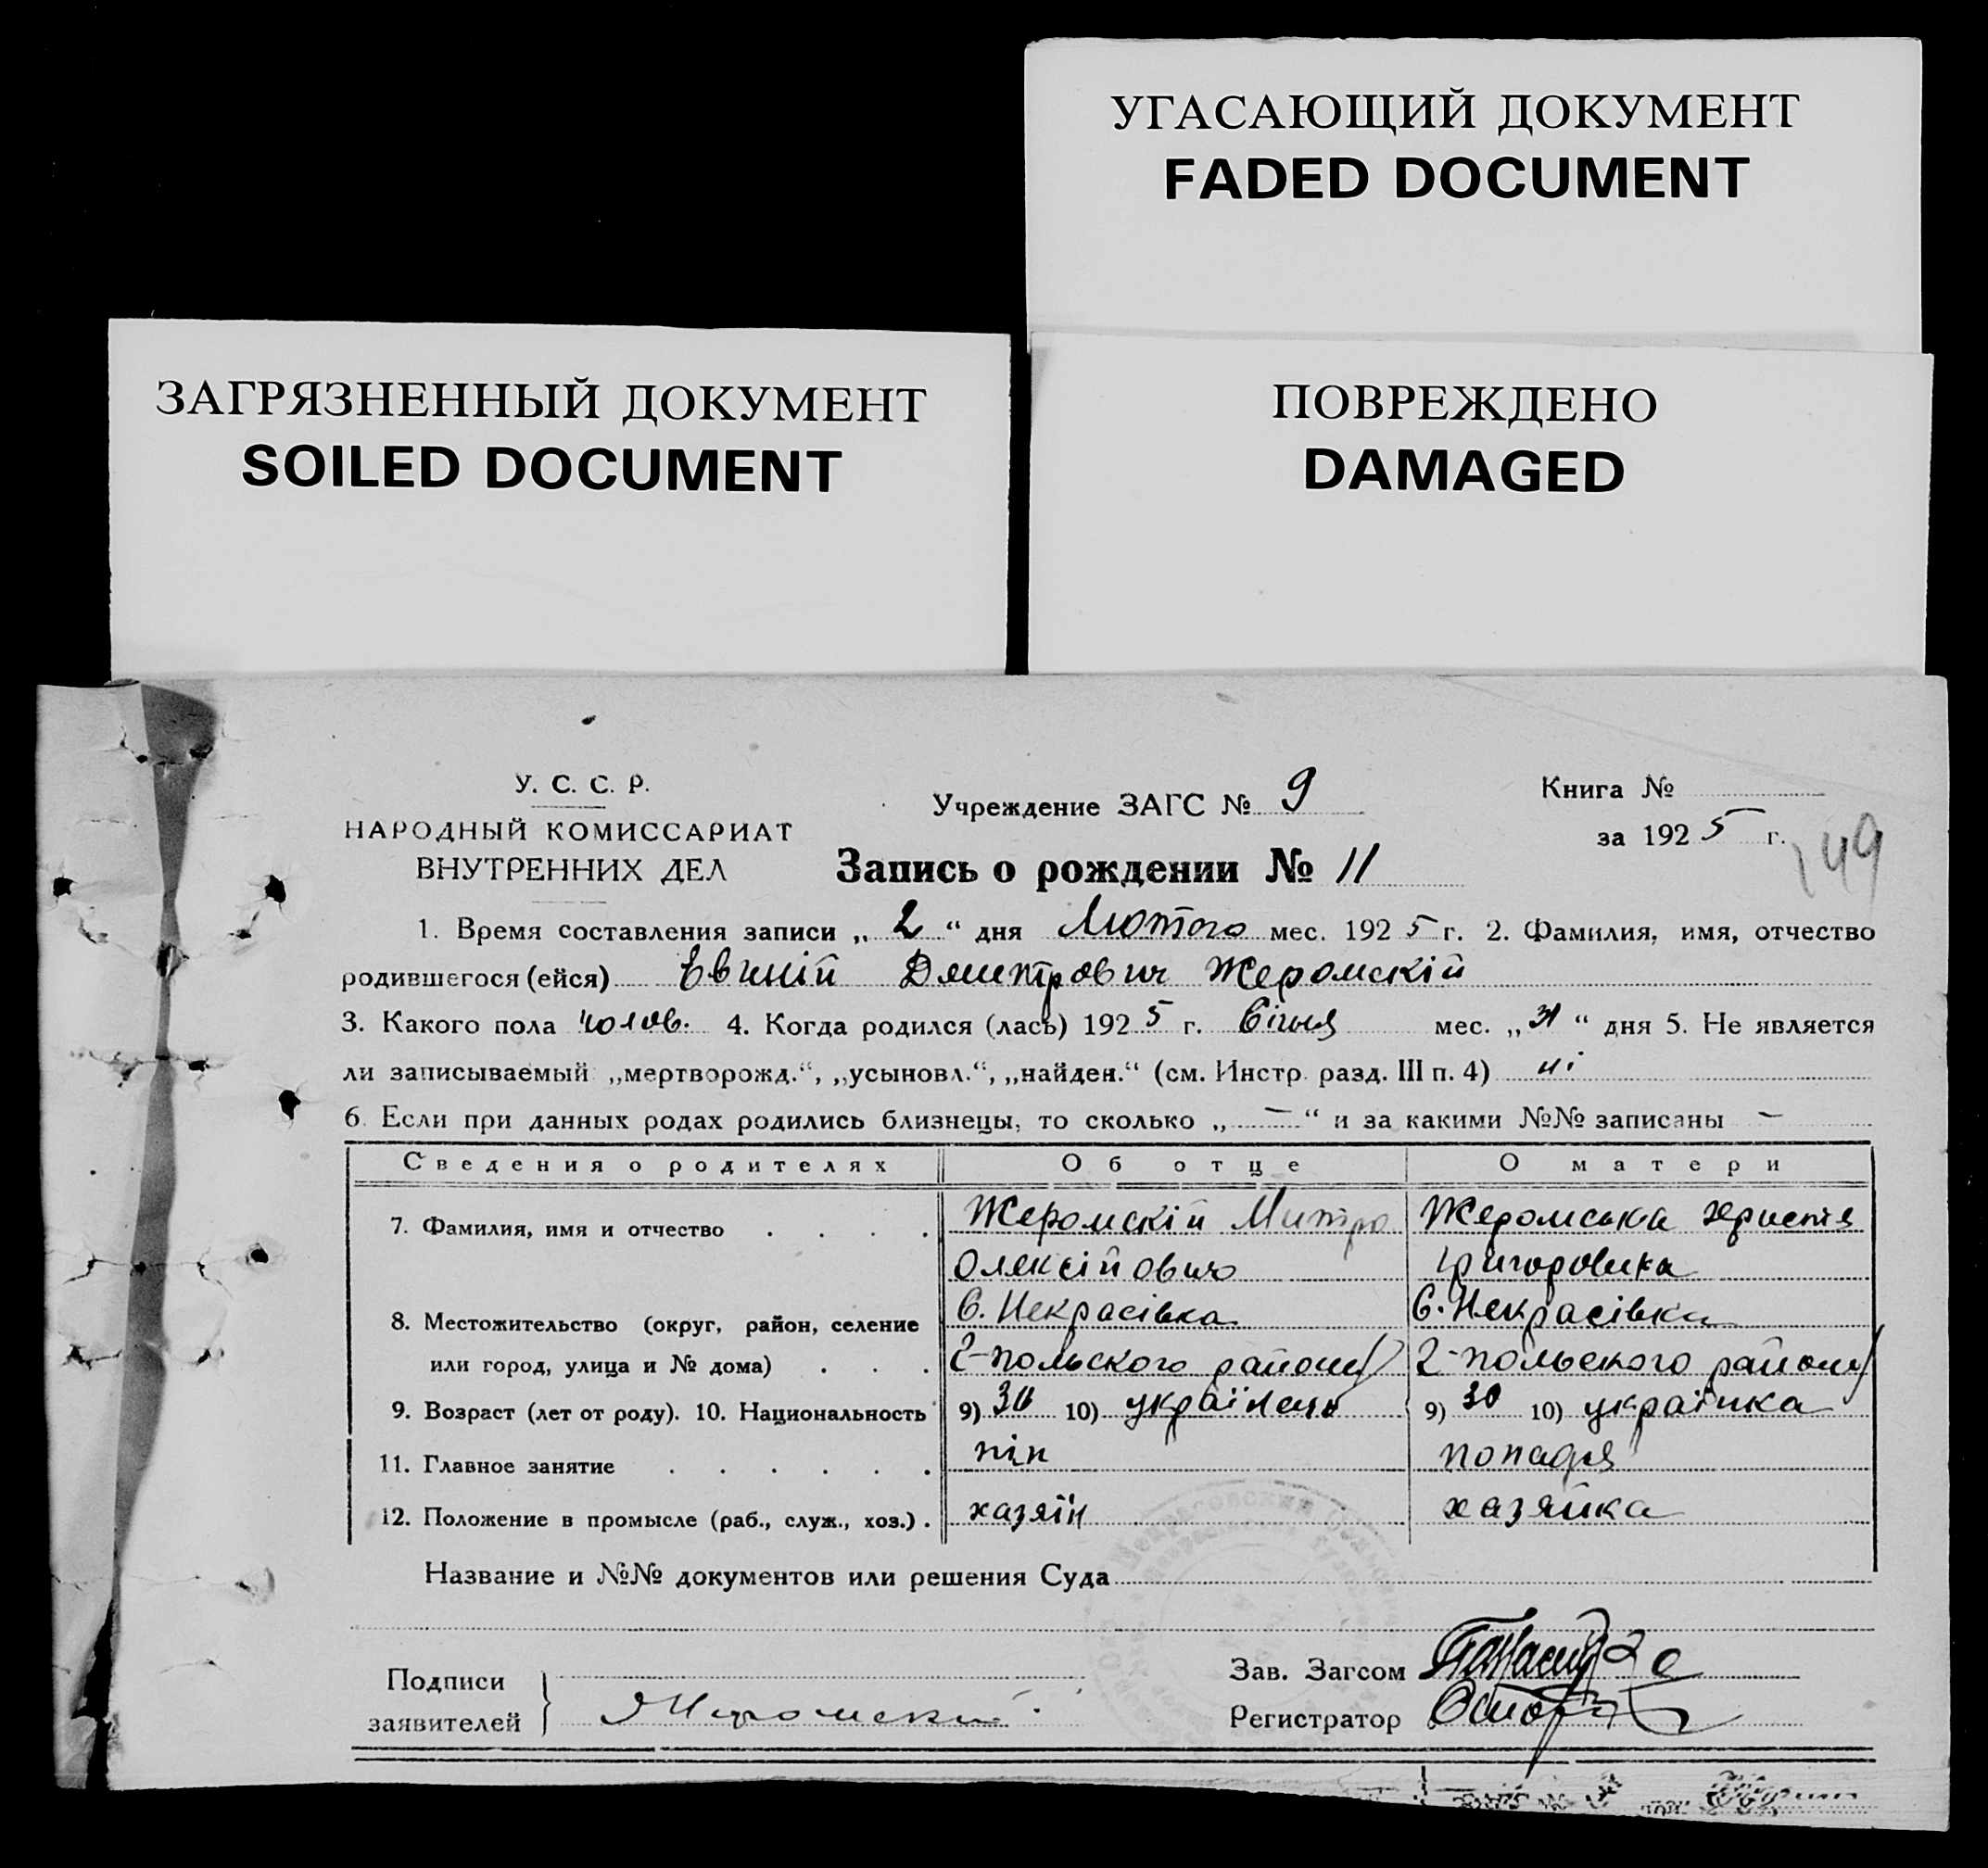 УГАСАЮЩИЙ ДОКУМЕНТ
FADED DOCUMENT
ЗАГРЯЗНЕННЫЙ ДОКУМЕНТ
SOILED DOCUMENT
ПОВРЕЖДЕНО
DAMAGED
У. С. С. Р.
НАРОДНЫЙ КОМИССАРИАТ
ВНУТРЕННИХ ДЕЛ
Учреждение ЗАГС № 9
Запись о рождении № 11
Книга №
за 1925 г.
149
1. Время составления записи „2“ дня Лютого мес. 1925 г. 2. Фамилия, имя, отчество
родившегося (ейся) Євгиній Дмитрович Жеромскій
3. Какого пола чолов. 4. Когда родился (лась) 1925 г. Січня мес. „31“ дня 5. Не является
ли записываемый „мертворожд.“, „усыновл.“, „найден.“ (см. Инстр. разд. III п. 4) ні
6. Если при данных родах родились близнецы, то сколько „—“ и за какими №№ записаны —
Сведения о родителях Об отце О матери
7. Фамилия, имя и отчество . . . . Жеромскій Митро Жеромська Христя
Олексійович Григоровна
8. Местожительство (округ, район, селение С. Некрасівка С. Некрасівка
или город, улица и № дома) . . . 2-польского району 2-польского району
9. Возраст (лет от роду). 10. Национальность 9) 30 10) українець 9) 30 10) українка
11. Главное занятие . . . . . . піп попадя
12. Положение в промысле (раб., служ., хоз.) . хазяїн хазяйка
Название и №№ документов или решения Суда
Зав. Загсом
Подписи
заявителей Жеромский
Регистратор